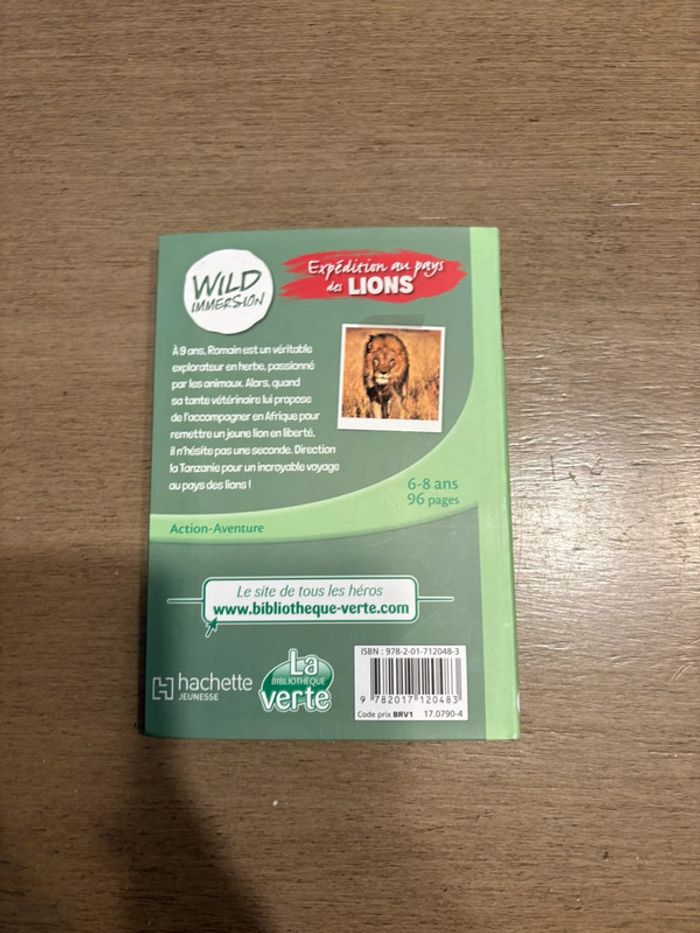 WILD
IMMERSION
Expédition au pays
des LIONS
À 9 ans, Romain est un véritable
explorateur en herbe, passionné
par les animaux. Alors, quand
sa tante vétérinaire lui propose
de l'accompagner en Afrique pour
remettre un jeune lion en liberté,
il n'hésite pas une seconde. Direction
la Tanzanie pour un incroyable voyage
au pays des lions !
6-8 ans
96 pages
Action-Aventure
Le site de tous les héros
www.bibliotheque-verte.com
hachette
JEUNESSE
La
BIBLIOTHÈQUE
verte
ISBN : 978-2-01-712048-3
9 782017 120483
Code prix BRV1 17.0790-4